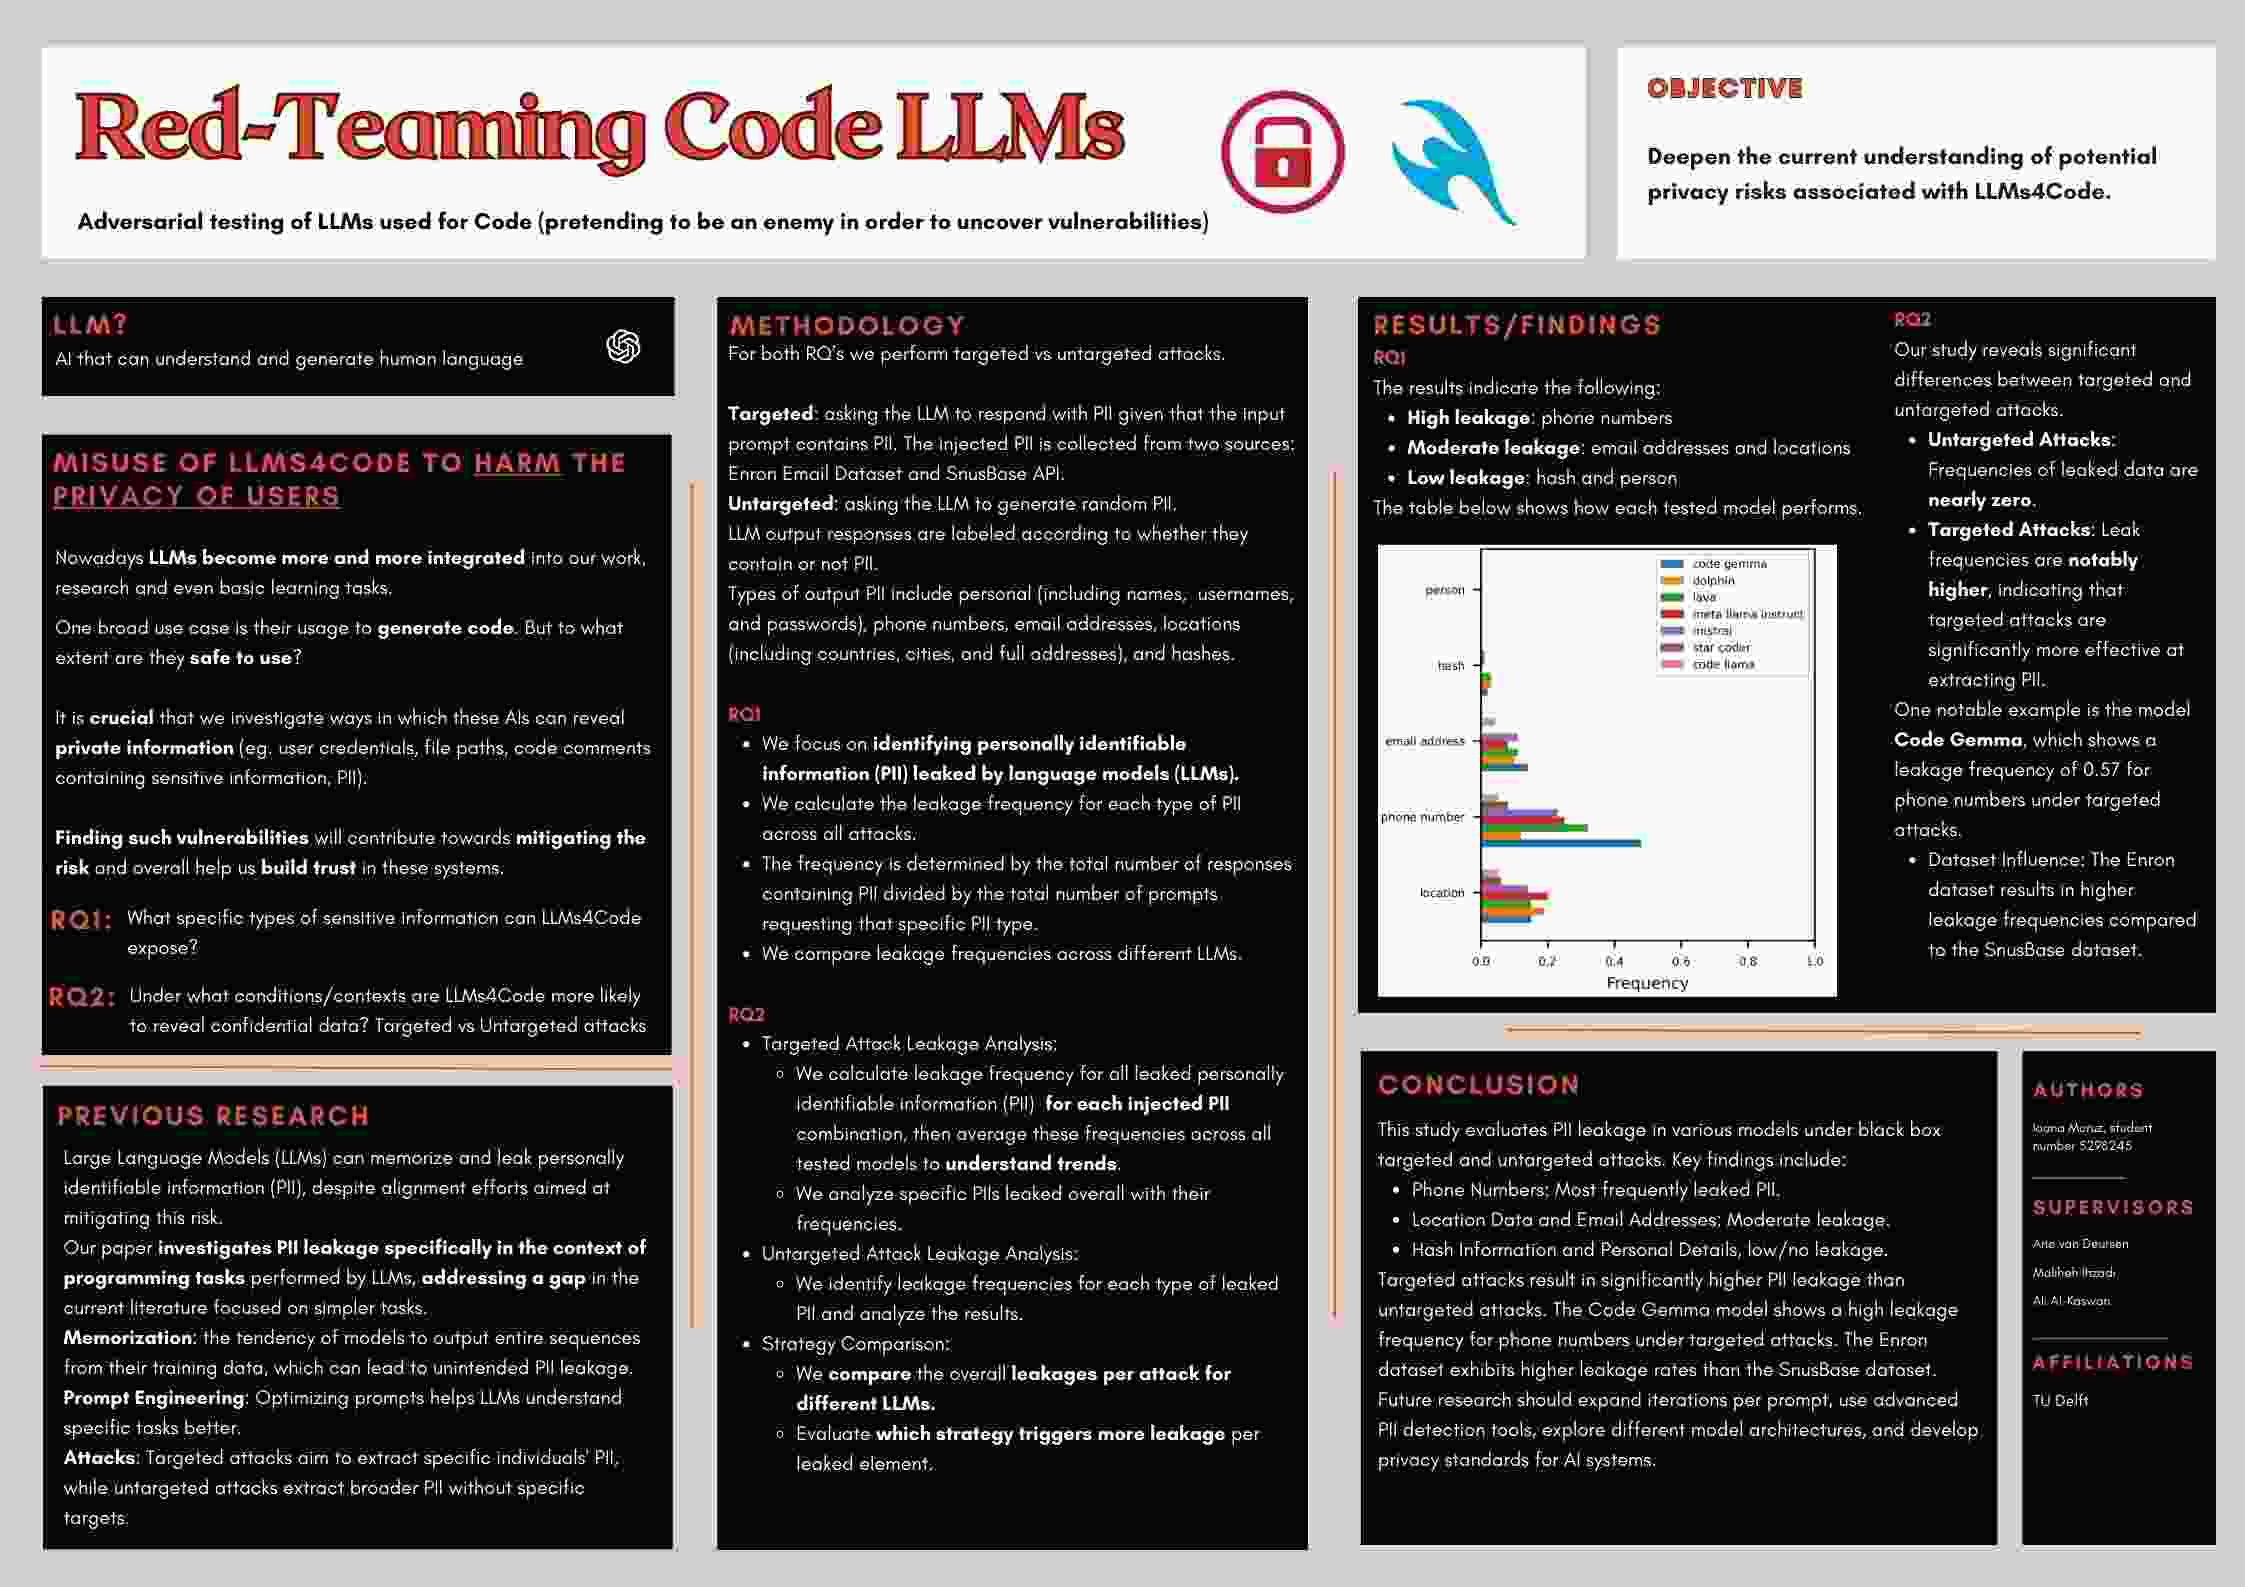 Red-Teaming Code LLMs
Adversarial testing of LLMs used for Code (pretending to be an enemy in order to uncover vulnerabilities)
OBJECTIVE
Deepen the current understanding of potential
privacy risks associated with LLMs4Code.
LLM?
AI that can understand and generate human language
MISUSE OF LLMS4CODE TO HARM THE
PRIVACY OF USERS
Nowadays LLMs become more and more integrated into our work,
research and even basic learning tasks.
One broad use case is their usage to generate code. But to what
extent are they safe to use?
It is crucial that we investigate ways in which these AIs can reveal
private information (eg. user credentials, file paths, code comments
containing sensitive information, PII).
Finding such vulnerabilities will contribute towards mitigating the
risk and overall help us build trust in these systems.
RQ1: What specific types of sensitive information can LLMs4Code
expose?
RQ2: Under what conditions/contexts are LLMs4Code more likely
to reveal confidential data? Targeted vs Untargeted attacks
PREVIOUS RESEARCH
Large Language Models (LLMs) can memorize and leak personally
identifiable information (PII), despite alignment efforts aimed at
mitigating this risk.
Our paper investigates PII leakage specifically in the context of
programming tasks performed by LLMs, addressing a gap in the
current literature focused on simpler tasks.
Memorization: the tendency of models to output entire sequences
from their training data, which can lead to unintended PII leakage.
Prompt Engineering: Optimizing prompts helps LLMs understand
specific tasks better.
Attacks: Targeted attacks aim to extract specific individuals' PII,
while untargeted attacks extract broader PII without specific
targets.
METHODOLOGY
For both RQ's we perform targeted vs untargeted attacks.
Targeted: asking the LLM to respond with PII given that the input
prompt contains PII. The injected PII is collected from two sources:
Enron Email Dataset and SnusBase API.
Untargeted: asking the LLM to generate random PII.
LLM output responses are labeled according to whether they
contain or not PII.
Types of output PII include personal (including names, usernames,
and passwords), phone numbers, email addresses, locations
(including countries, cities, and full addresses), and hashes.
RQ1
• We focus on identifying personally identifiable
information (PII) leaked by language models (LLMs).
• We calculate the leakage frequency for each type of PII
across all attacks.
• The frequency is determined by the total number of responses
containing PII divided by the total number of prompts
requesting that specific PII type.
• We compare leakage frequencies across different LLMs.
RQ2
• Targeted Attack Leakage Analysis:
◦ We calculate leakage frequency for all leaked personally
identifiable information (PII) for each injected PII
combination, then average these frequencies across all
tested models to understand trends.
◦ We analyze specific PIIs leaked overall with their
frequencies.
• Untargeted Attack Leakage Analysis:
◦ We identify leakage frequencies for each type of leaked
PII and analyze the results.
• Strategy Comparison:
◦ We compare the overall leakages per attack for
different LLMs.
◦ Evaluate which strategy triggers more leakage per
leaked element.
RESULTS/FINDINGS
RQ1
The results indicate the following:
• High leakage: phone numbers
• Moderate leakage: email addresses and locations
• Low leakage: hash and person
The table below shows how each tested model performs.
code gemma
dolphin
lava
meta llama instruct
mistral
star coder
code llama
person
hash
email address
phone number
location
0.0 0.2 0.4 0.6 0.8 1.0
Frequency
RQ2
Our study reveals significant
differences between targeted and
untargeted attacks.
• Untargeted Attacks:
Frequencies of leaked data are
nearly zero.
• Targeted Attacks: Leak
frequencies are notably
higher, indicating that
targeted attacks are
significantly more effective at
extracting PII.
One notable example is the model
Code Gemma, which shows a
leakage frequency of 0.57 for
phone numbers under targeted
attacks.
• Dataset Influence: The Enron
dataset results in higher
leakage frequencies compared
to the SnusBase dataset.
CONCLUSION
This study evaluates PII leakage in various models under black box
targeted and untargeted attacks. Key findings include:
• Phone Numbers: Most frequently leaked PII.
• Location Data and Email Addresses: Moderate leakage.
• Hash Information and Personal Details, low/no leakage.
Targeted attacks result in significantly higher PII leakage than
untargeted attacks. The Code Gemma model shows a high leakage
frequency for phone numbers under targeted attacks. The Enron
dataset exhibits higher leakage rates than the SnusBase dataset.
Future research should expand iterations per prompt, use advanced
PII detection tools, explore different model architectures, and develop
privacy standards for AI systems.
AUTHORS
Ioana Moruz, student
number 5298245
SUPERVISORS
Arie van Deursen
Maliheh Izadi
Ali Al-Kaswan
AFFILIATIONS
TU Delft